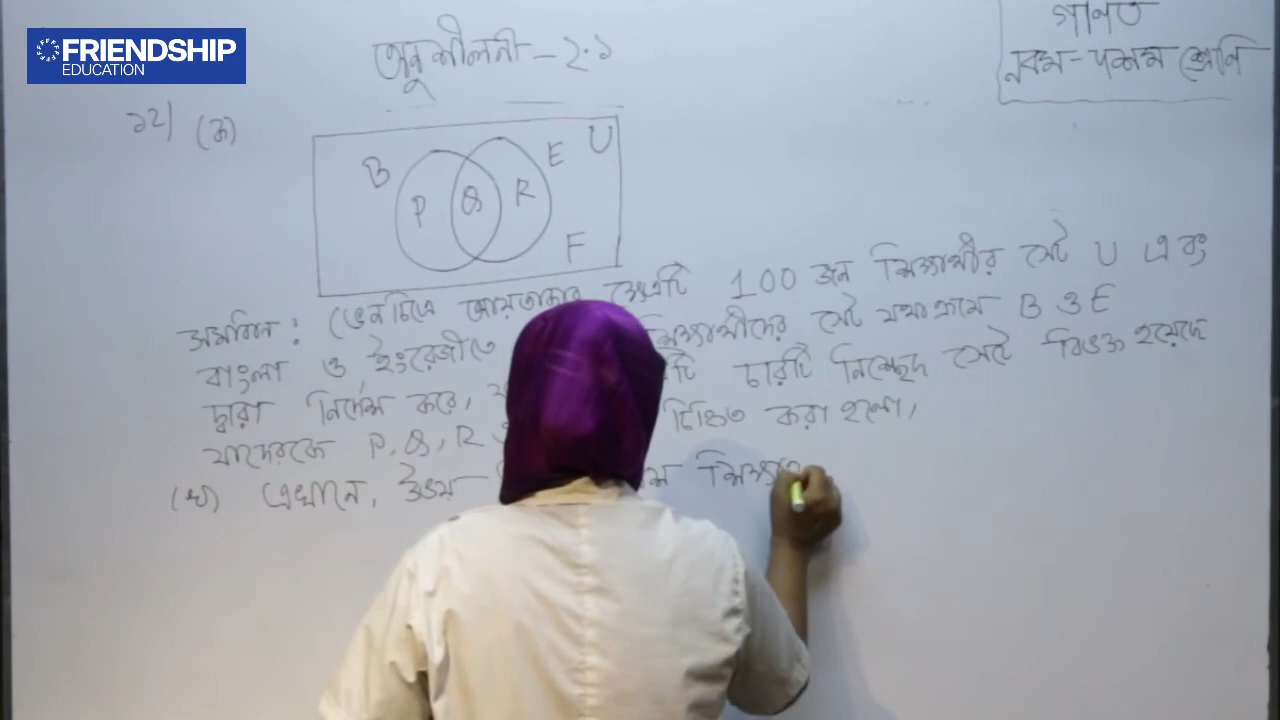 FRIENDSHIP
EDUCATION
গণিত
নবম-দশম শ্রেণি
অনুশীলনী-২.১
১২) (ক)
B E U
P Q R
F
সমাধান : ভেনচিত্রে আয়তাকার ক্ষেত্রটি 100 জন শিক্ষার্থীর সেট U এবং
বাংলা ও ইংরেজীতে শিক্ষার্থীদের সেট যথাক্রমে B ও E
দ্বারা নির্দেশ করে, চারটি নিশ্ছেদ সেটে বিভক্ত হয়েছে
যাদেরকে P, Q, R চিহ্নিত করা হলো,
(খ) এখানে, উভয়